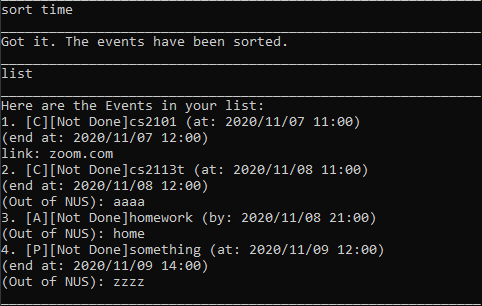 sort time
Got it. The events have been sorted.
list
Here are the Events in your list:
1. [C][Not Done]cs2101 (at: 2020/11/07 11:00)
(end at: 2020/11/07 12:00)
link: zoom.com
2. [C][Not Done]cs2113t (at: 2020/11/08 11:00)
(end at: 2020/11/08 12:00)
(Out of NUS): aaaa
3. [A][Not Done]homework (by: 2020/11/08 21:00)
(Out of NUS): home
4. [P][Not Done]something (at: 2020/11/09 12:00)
(end at: 2020/11/09 14:00)
(Out of NUS): zzzz